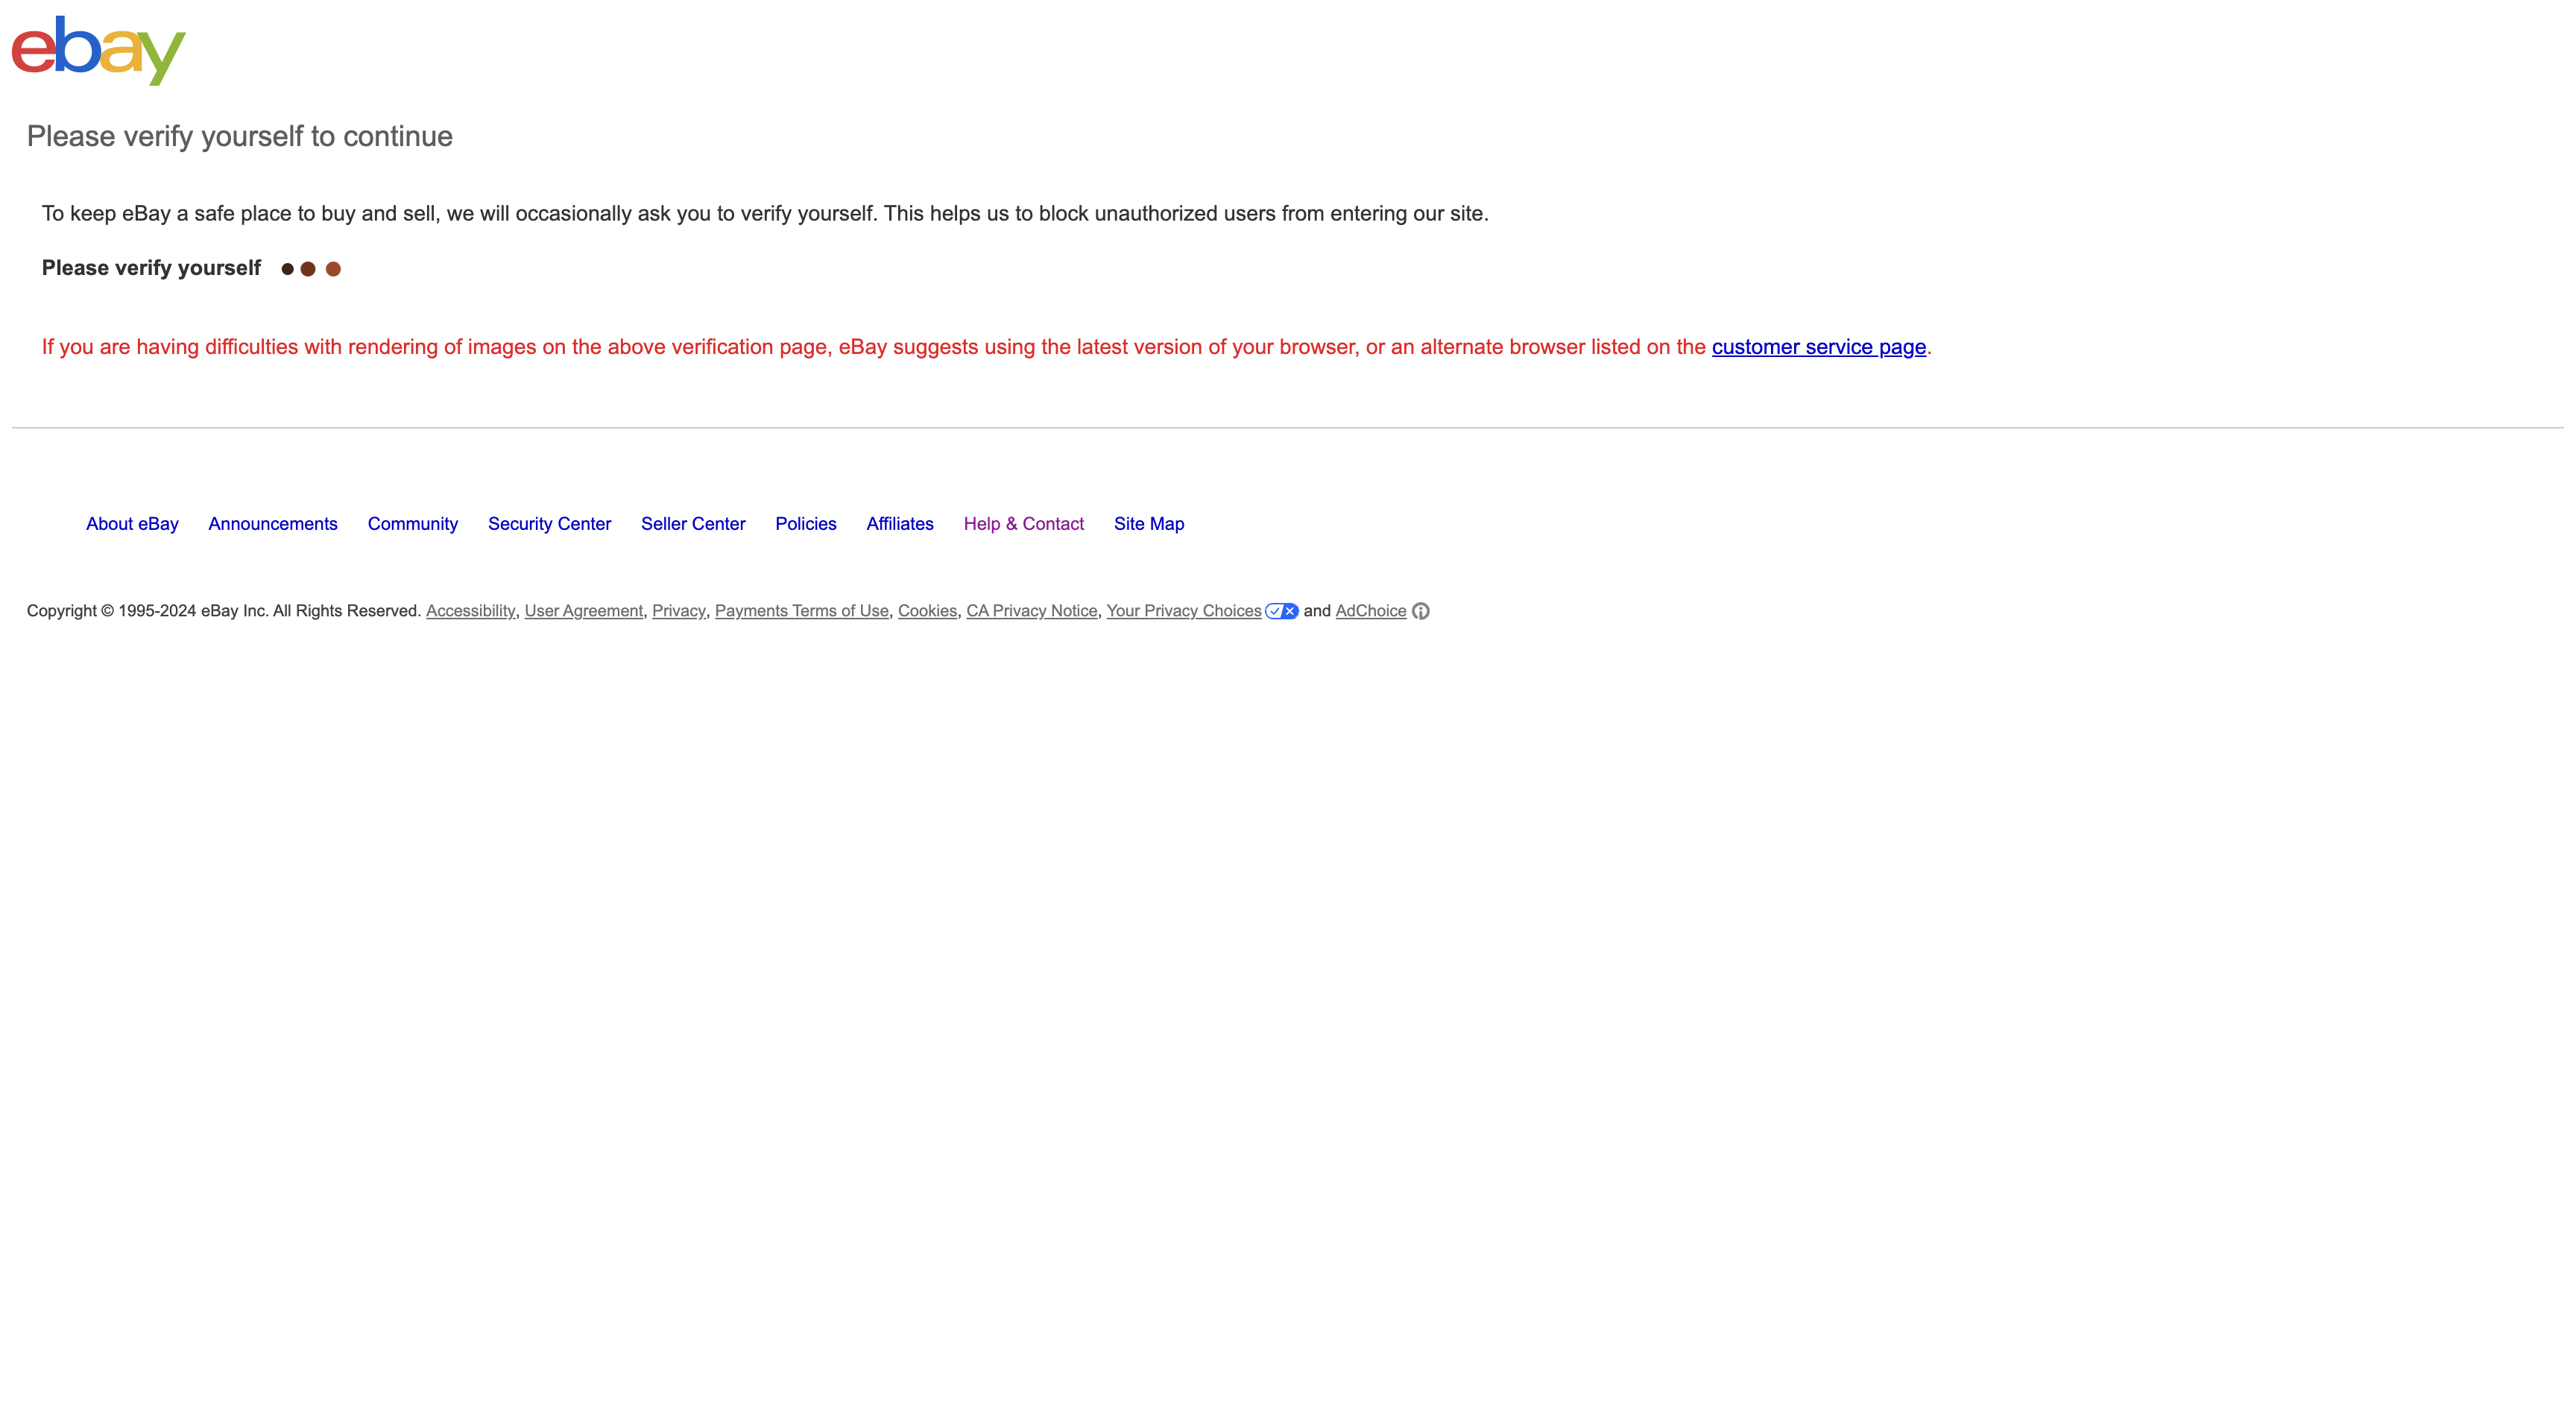 ebay
Please verify yourself to continue
To keep eBay a safe place to buy and sell, we will occasionally ask you to verify yourself. This helps us to block unauthorized users from entering our site.
Please verify yourself
If you are having difficulties with rendering of images on the above verification page, eBay suggests using the latest version of your browser, or an alternate browser listed on the customer service page.
About eBay Announcements Community Security Center Seller Center Policies Affiliates Help & Contact Site Map
Copyright © 1995-2024 eBay Inc. All Rights Reserved. Accessibility, User Agreement, Privacy, Payments Terms of Use, Cookies, CA Privacy Notice, Your Privacy Choices and AdChoice